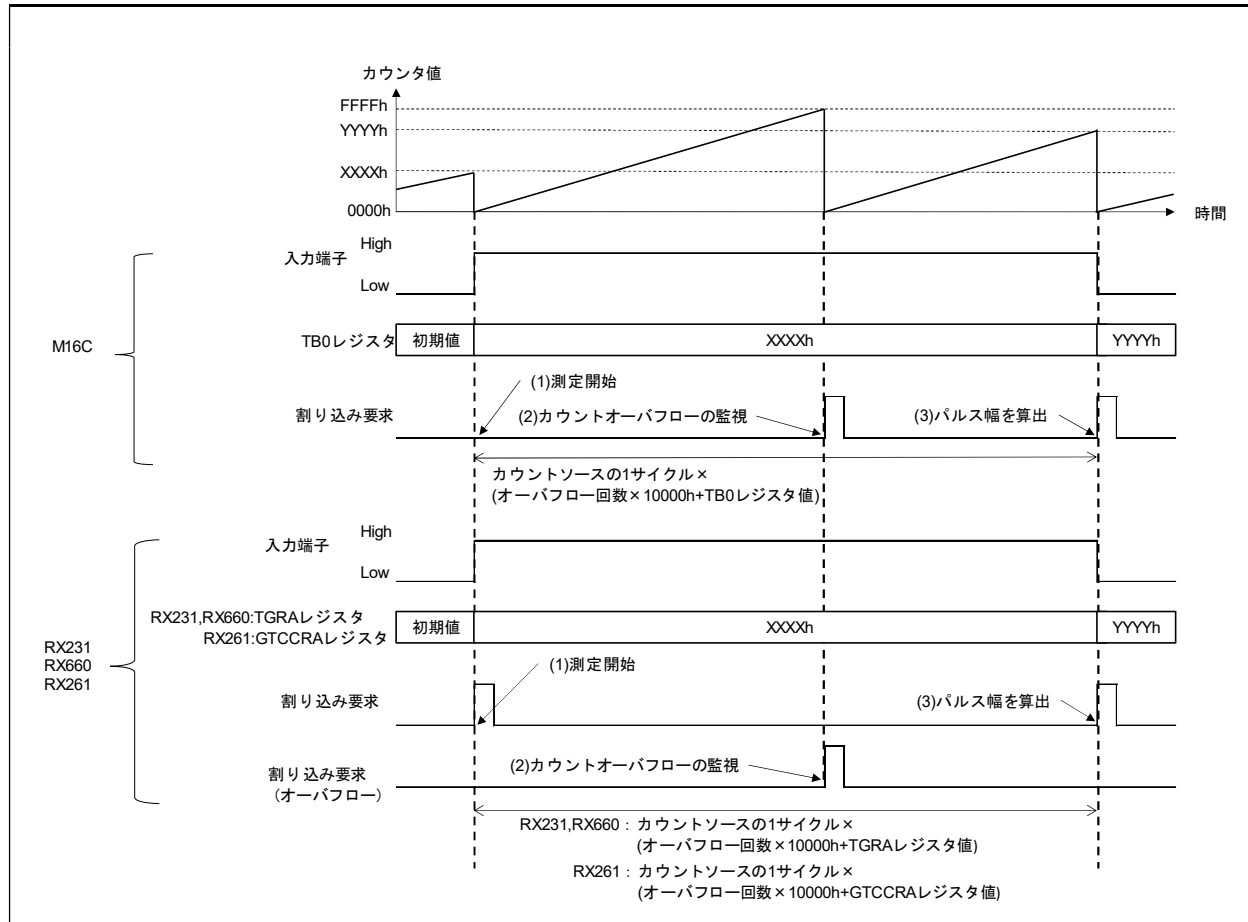 カウンタ値
FFFFh
YYYYh
XXXXh
0000h
時間
High
入力端子
Low
M16C
TB0レジスタ 初期値 XXXXh YYYYh
(1)測定開始
割り込み要求 (2)カウントオーバフローの監視 (3)パルス幅を算出
カウントソースの1サイクル×
(オーバフロー回数×10000h+TB0レジスタ値)
High
入力端子
Low
RX231,RX660:TGRAレジスタ
RX261:GTCCRAレジスタ
初期値 XXXXh YYYYh
RX231
RX660
RX261
(1)測定開始
割り込み要求 (3)パルス幅を算出
割り込み要求
(オーバフロー)
(2)カウントオーバフローの監視
RX231,RX660：カウントソースの1サイクル×
(オーバフロー回数×10000h+TGRAレジスタ値)
RX261：カウントソースの1サイクル×
(オーバフロー回数×10000h+GTCCRAレジスタ値)